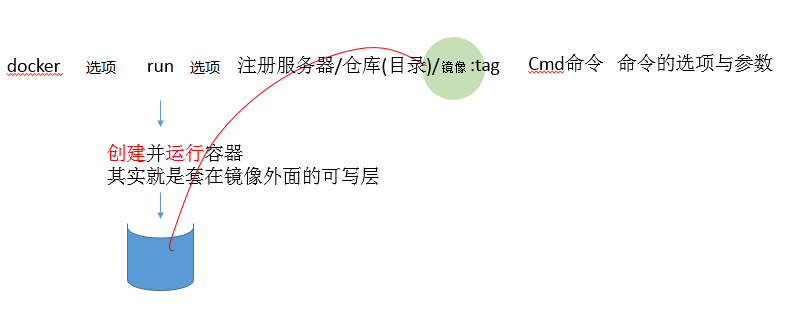 docker 选项 run 选项 注册服务器/仓库(目录)/镜像:tag Cmd命令 命令的选项与参数
创建并运行容器
其实就是套在镜像外面的可写层